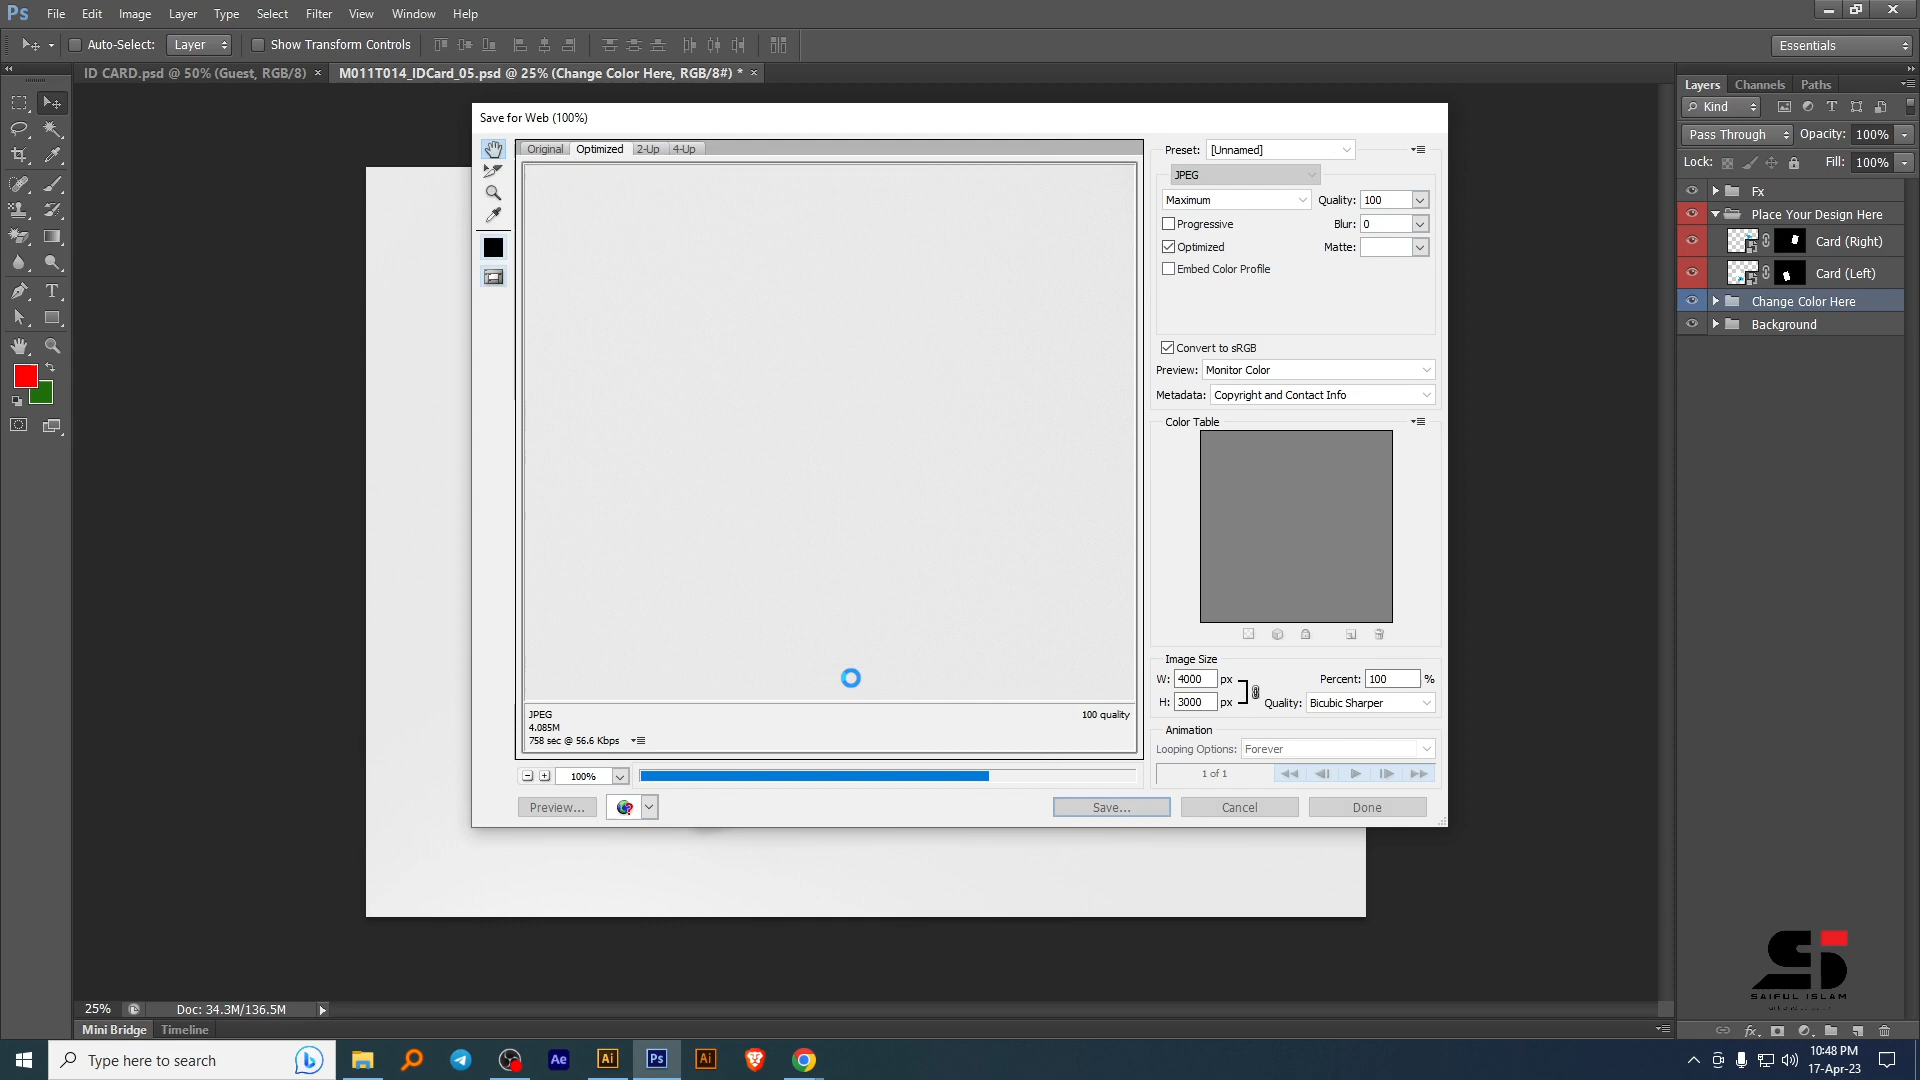 Ps File Edit Image Layer Type Select Filter View Window Help
Auto-Select: Layer Show Transform Controls Essentials
ID CARD.psd @ 50% (Guest, RGB/8) × M011T014_IDCard_05.psd @ 25% (Change Color Here, RGB/8#) * ×
Save for Web (100%)
Original Optimized 2-Up 4-Up
Preset: [Unnamed]
JPEG
Maximum Quality: 100
Progressive Blur: 0
Optimized Matte:
Embed Color Profile
Convert to sRGB
Preview: Monitor Color
Metadata: Copyright and Contact Info
Color Table
Image Size
W: 4000 px Percent: 100 %
H: 3000 px Quality: Bicubic Sharper
Animation
Looping Options: Forever
1 of 1
JPEG 100 quality
4.085M
758 sec @ 56.6 Kbps
100%
Preview... Save... Cancel Done
Layers Channels Paths
Kind
Pass Through Opacity: 100%
Lock: Fill: 100%
Fx
Place Your Design Here
Card (Right)
Card (Left)
Change Color Here
Background
SAIFUL ISLAM
25% Doc: 34.3M/136.5M
Mini Bridge Timeline
Type here to search
Ae Ai Ps Ai
10:48 PM
17-Apr-23